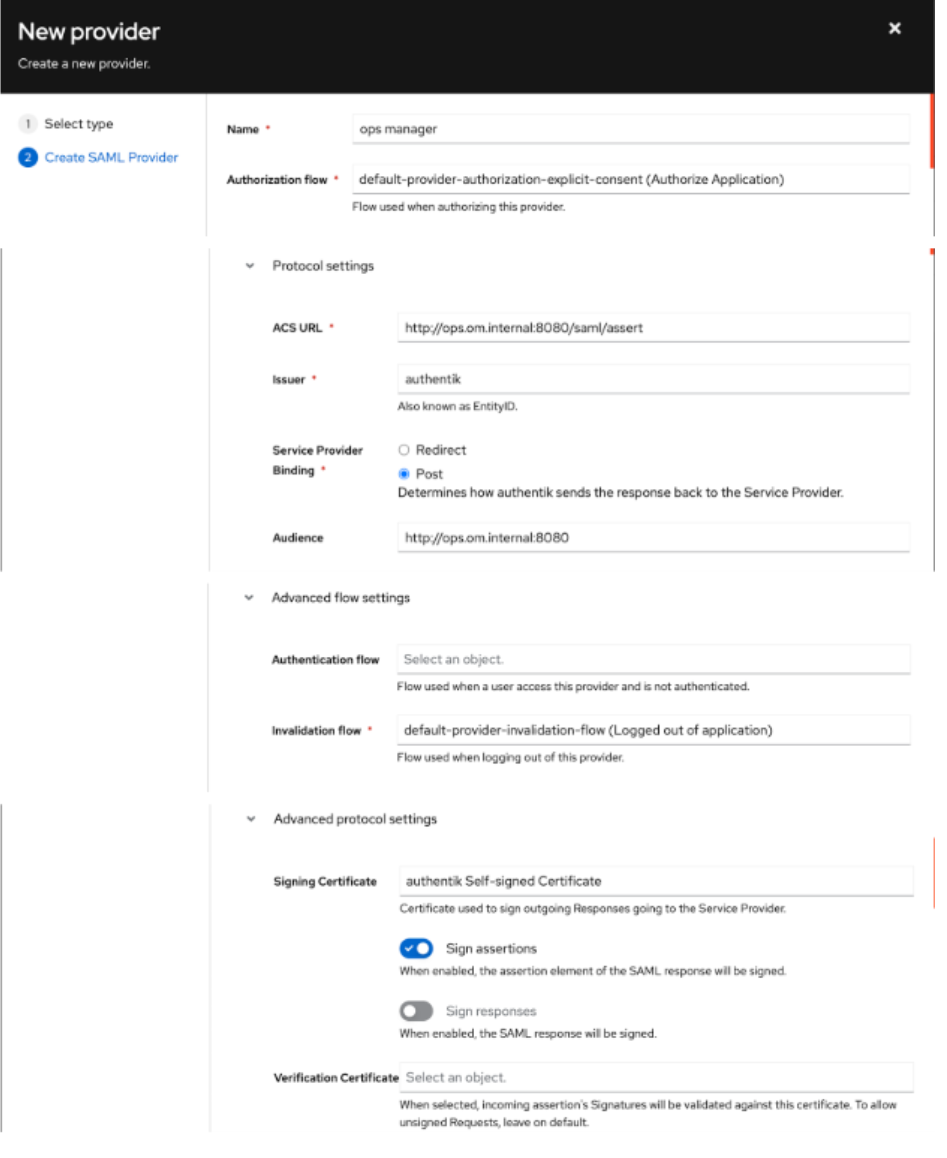 New provider
Create a new provider.
1 Select type
2 Create SAML Provider
Name *
ops manager
Authorization flow *
default-provider-authorization-explicit-consent (Authorize Application)
Flow used when authorizing this provider.
Protocol settings
ACS URL *
http://ops.om.internal:8080/saml/assert
Issuer *
authentik
Also known as EntityID.
Service Provider
Binding *
Redirect
Post
Determines how authentik sends the response back to the Service Provider.
Audience
http://ops.om.internal:8080
Advanced flow settings
Authentication flow
Select an object.
Flow used when a user access this provider and is not authenticated.
Invalidation flow *
default-provider-invalidation-flow (Logged out of application)
Flow used when logging out of this provider.
Advanced protocol settings
Signing Certificate
authentik Self-signed Certificate
Certificate used to sign outgoing Responses going to the Service Provider.
Sign assertions
When enabled, the assertion element of the SAML response will be signed.
Sign responses
When enabled, the SAML response will be signed.
Verification Certificate
Select an object.
When selected, incoming assertion's Signatures will be validated against this certificate. To allow
unsigned Requests, leave on default.